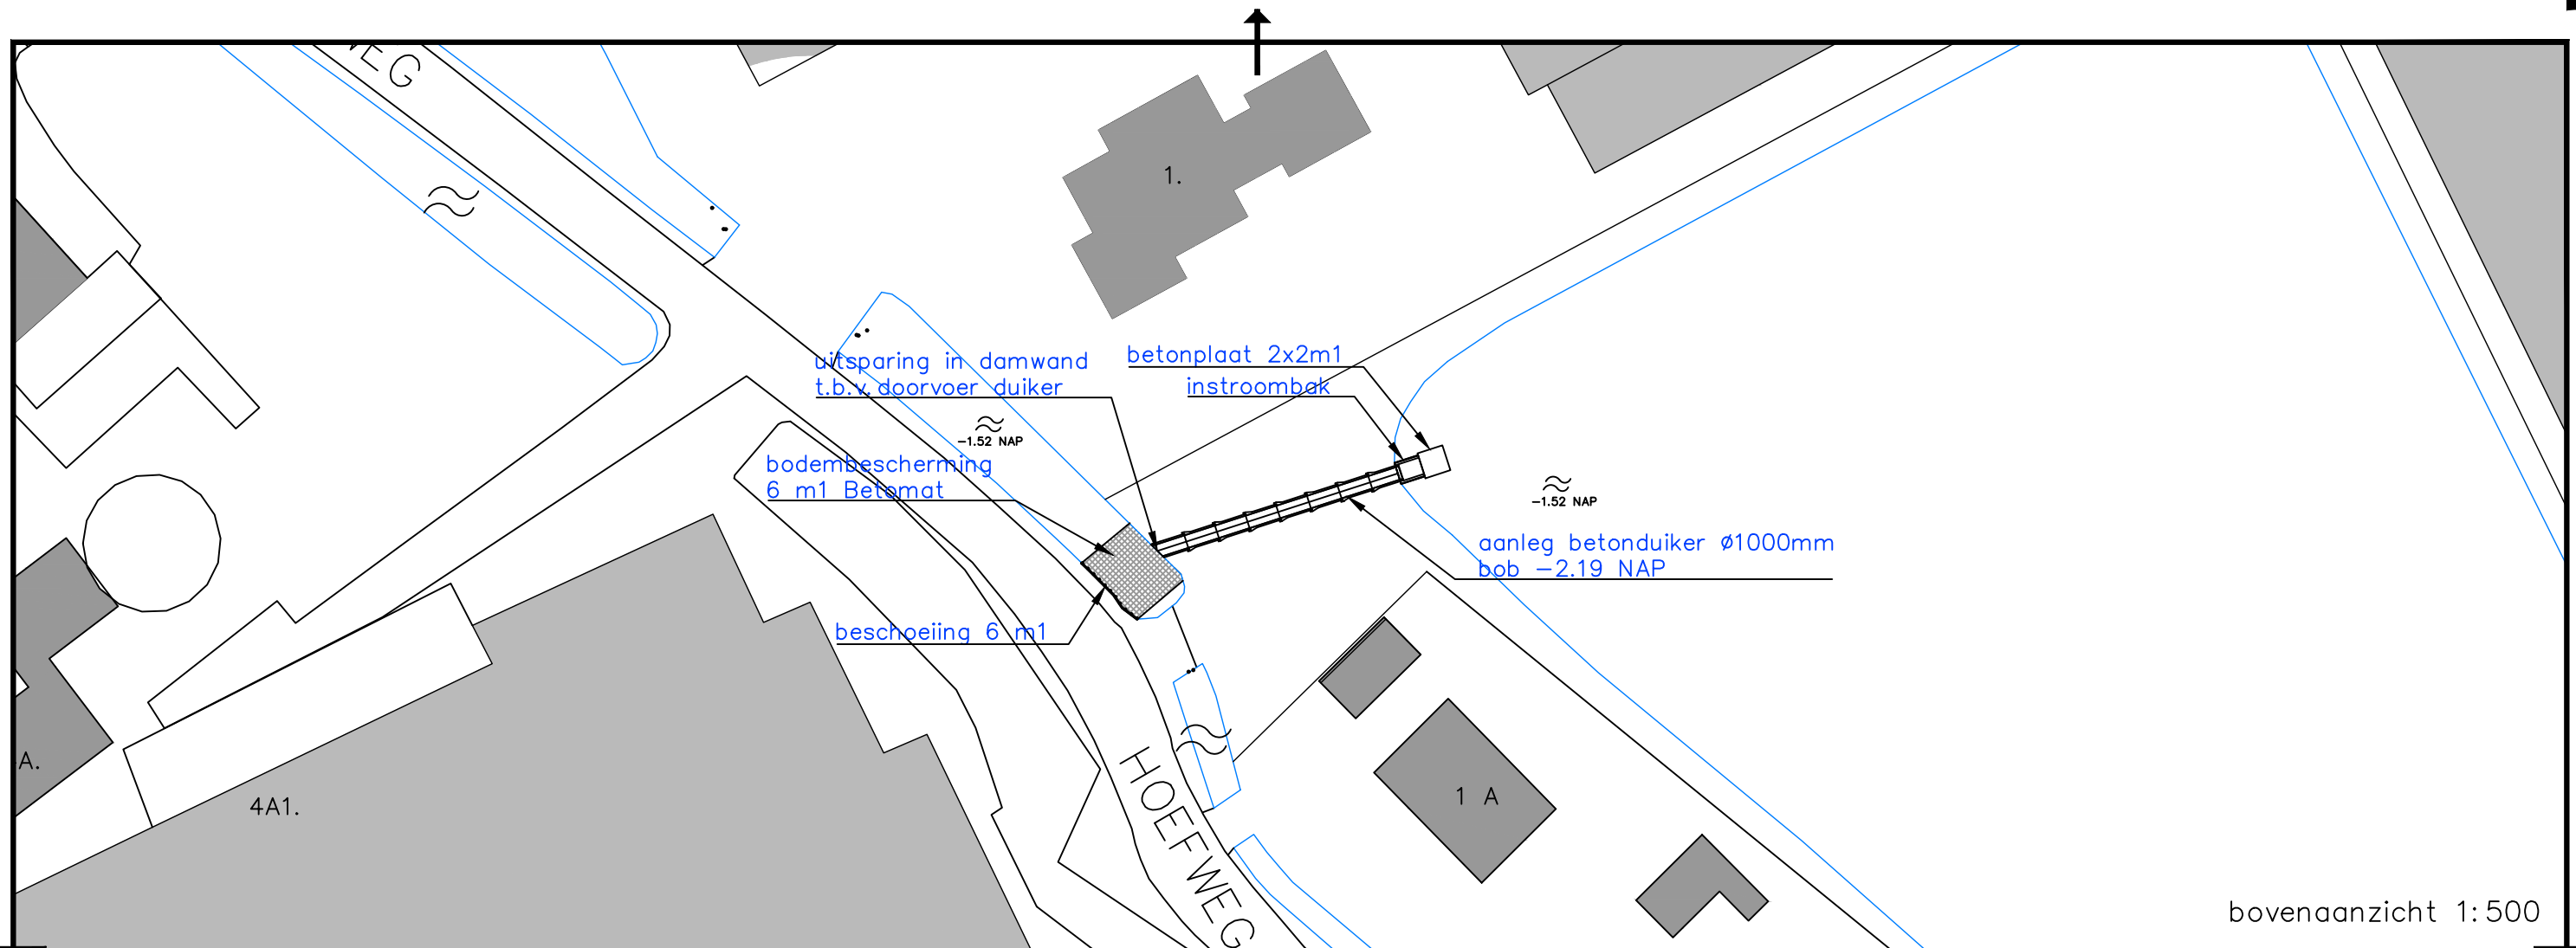 WEG
1.
uitsparing in damwand
t.b.v. doorvoer duiker
betonplaat 2x2m1
instroombak
-1.52 NAP
bodembescherming
6 m1 Betomat
-1.52 NAP
aanleg betonduiker Ø1000mm
bob -2.19 NAP
beschoeiing 6 m1
A.
4A1.
HOEFWEG
1 A
bovenaanzicht 1:500